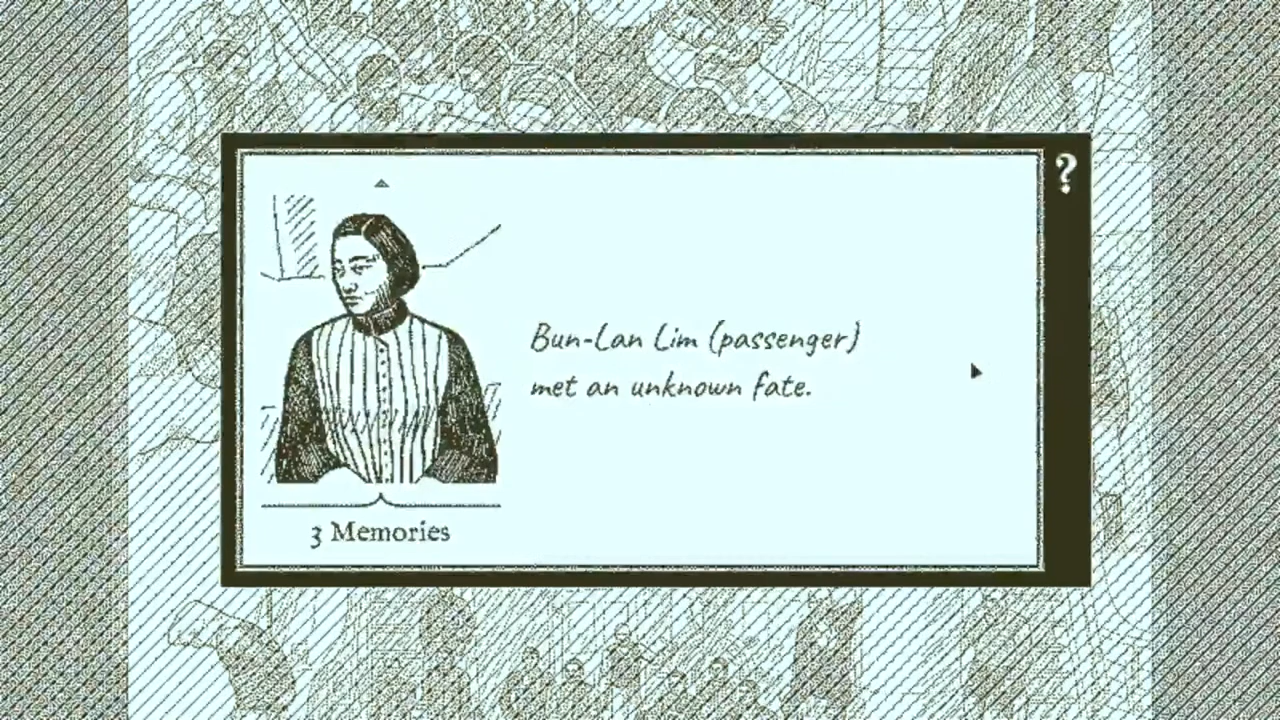 ?
Bun-Lan Lim (passenger)
met an unknown fate.
3 Memories